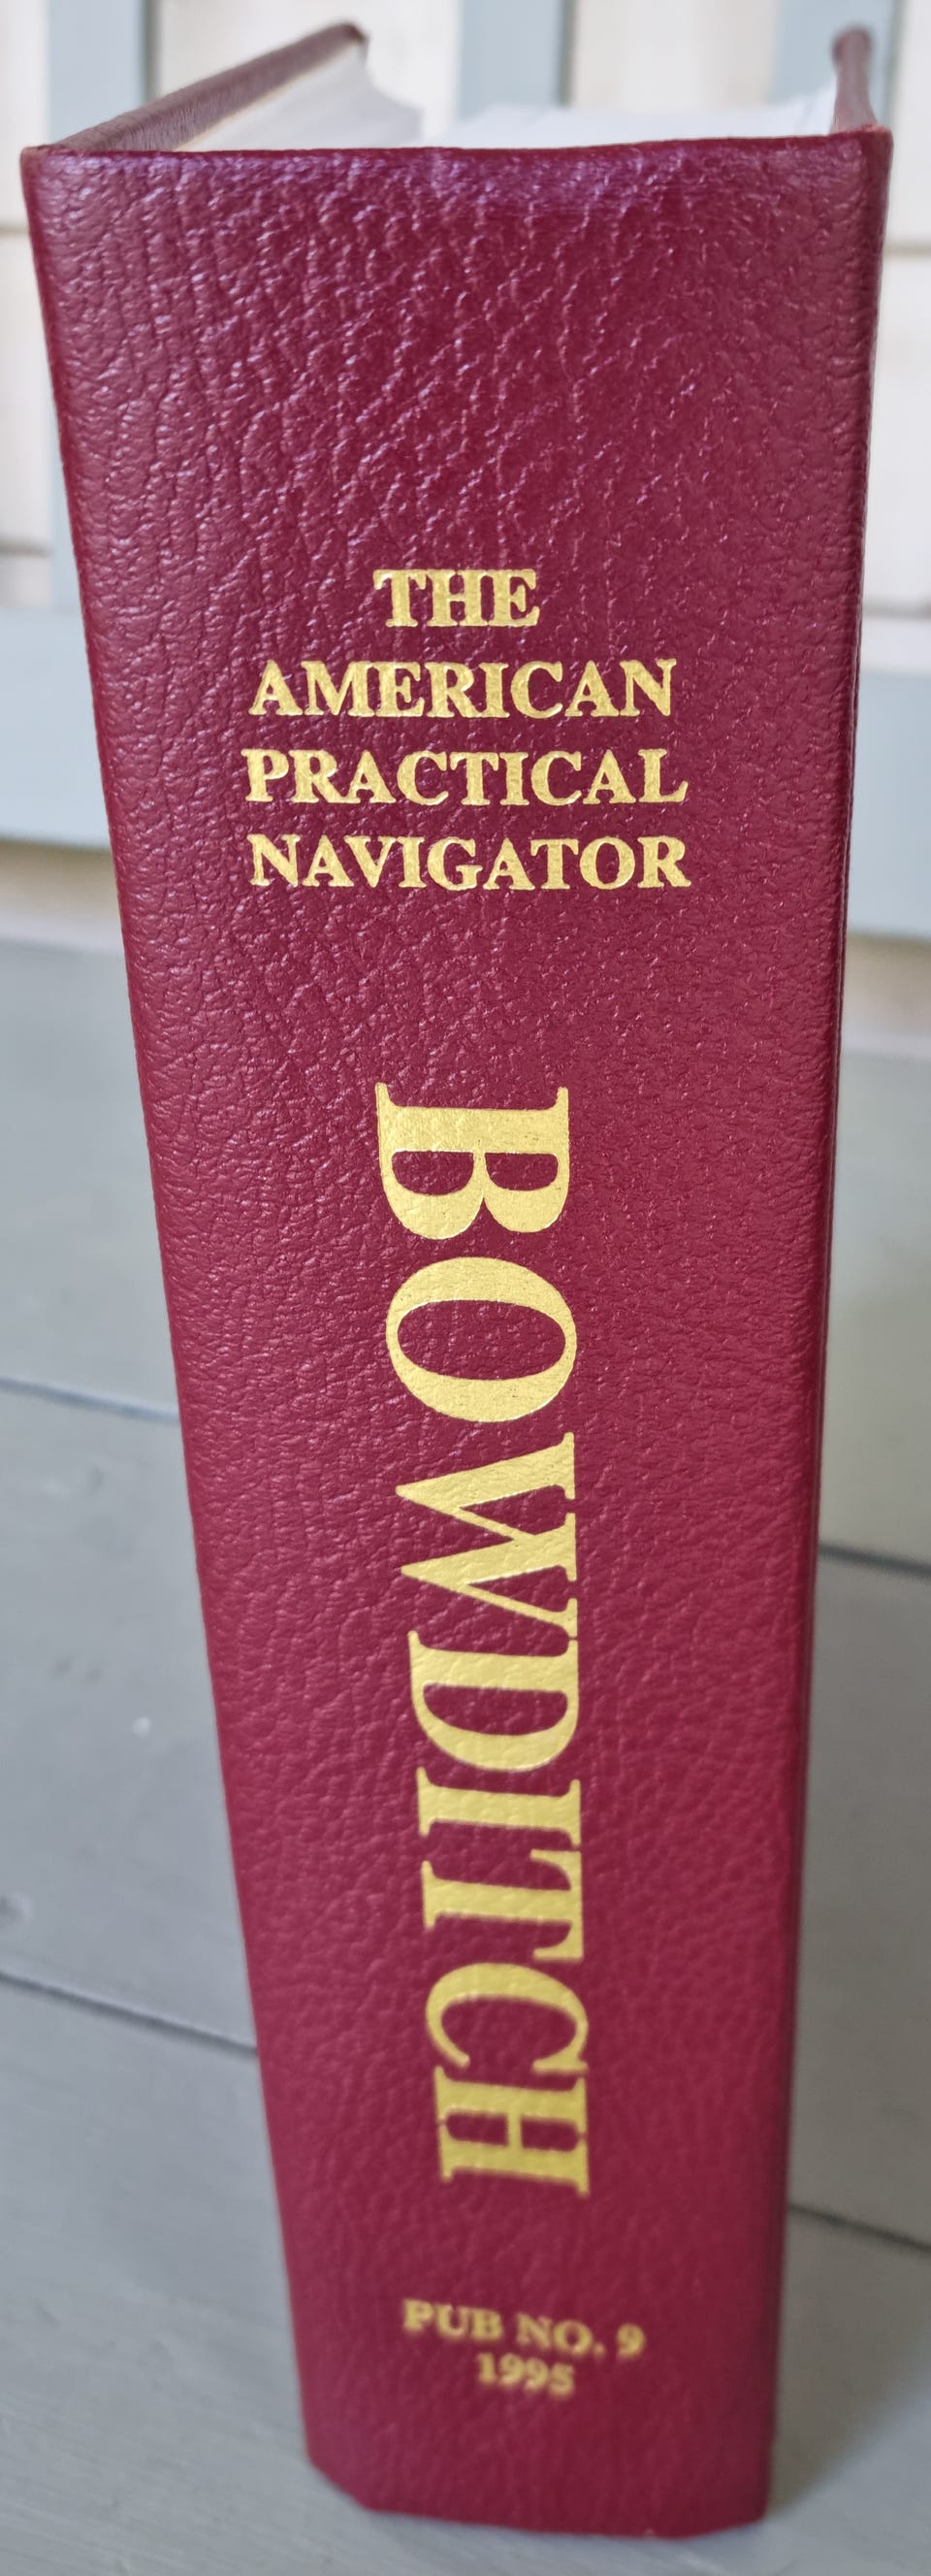 THE
AMERICAN
PRACTICAL
NAVIGATOR
BOWDITCH
PUB NO. 9
1995